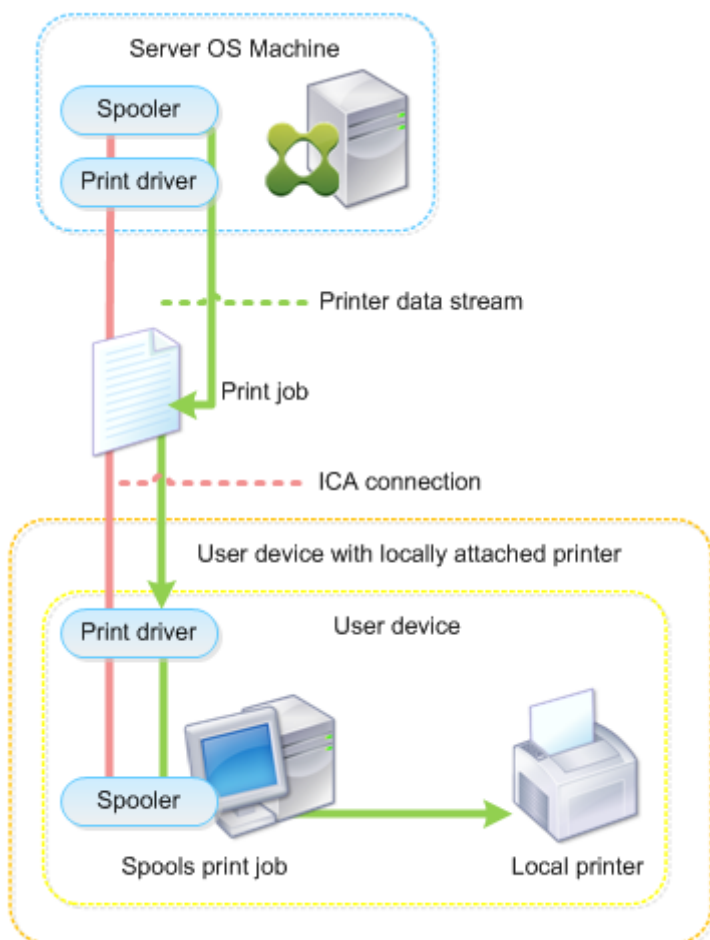 Server OS Machine
Spooler
Print driver
Printer data stream
Print job
ICA connection
User device with locally attached printer
Print driver
User device
Spooler
Spools print job
Local printer